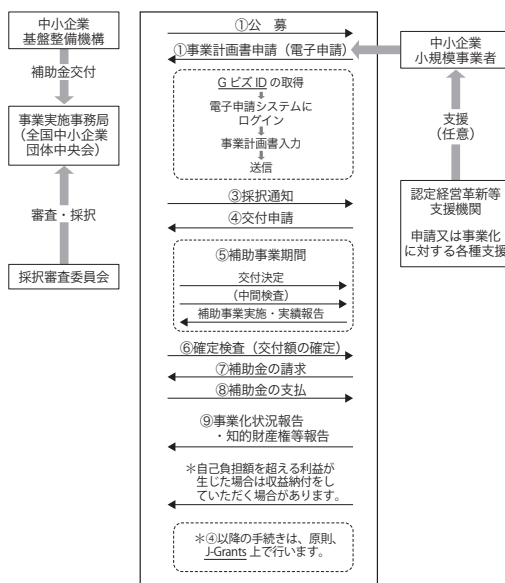 中小企業
基盤整備機構
補助金交付
事業実施事務局
(全国中小企業
団体中央会)
審査・採択
採択審査委員会
①公　募
①事業計画書申請（電子申請）
GビズIDの取得
電子申請システムに
ログイン
事業計画書入力
送信
③採択通知
④交付申請
⑤補助事業期間
交付決定
(中間検査)
補助事業実施・実績報告
⑥確定検査（交付額の確定）
⑦補助金の請求
⑧補助金の支払
⑨事業化状況報告
・知的財産権等報告
＊自己負担額を超える利益が
生じた場合は収益納付をし
ていただく場合があります。
＊④以降の手続きは、原則、
J-Grants上で行います。
中小企業
小規模事業者
支援
(任意)
認定経営革新等
支援機関
申請又は事業化
に対する各種支援